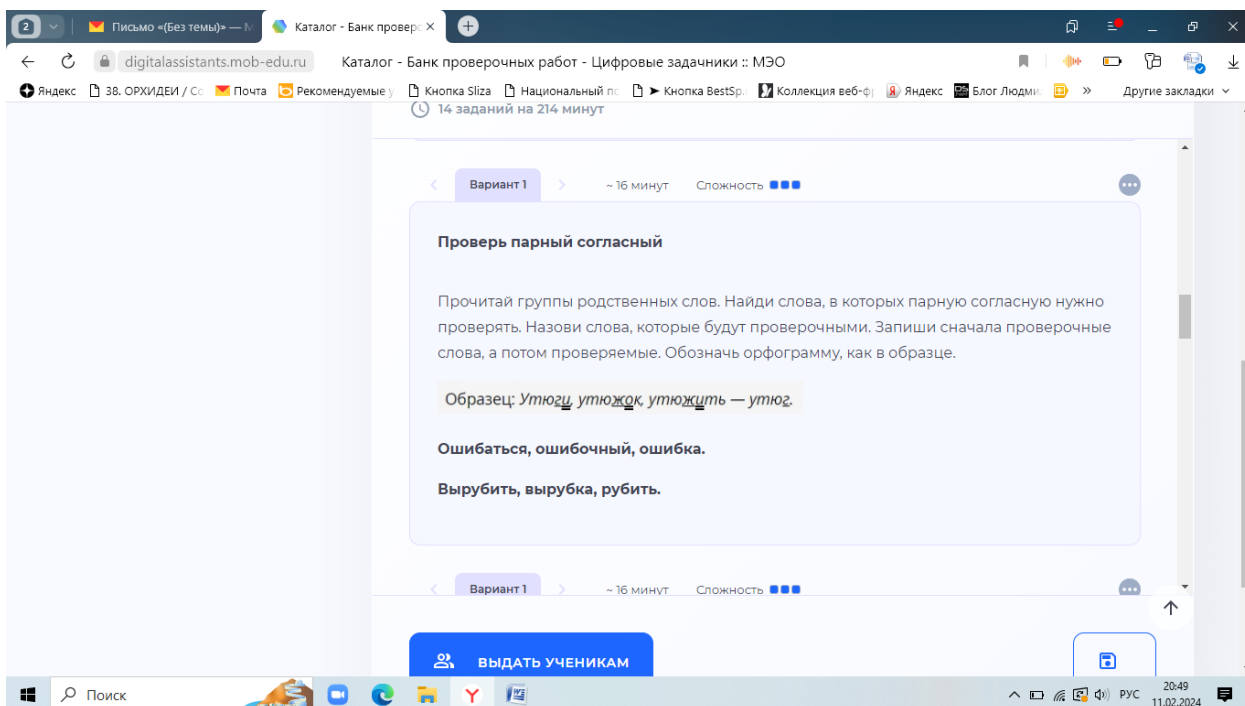 2
Письмо «(Без темы)» — М
Каталог - Банк провер
digitalassistants.mob-edu.ru
Каталог - Банк проверочных работ - Цифровые задачники :: МЭО
Яндекс
38. ОРХИДЕИ / Со
Почта
Рекомендуемые у
Кнопка Sliza
Национальный п
➤ Кнопка BestSp
Коллекция веб-ф
Яндекс
Блог Людми
»
Другие закладки
14 заданий на 214 минут
Вариант 1
~ 16 минут
Сложность
Проверь парный согласный
Прочитай группы родственных слов. Найди слова, в которых парную согласную нужно
проверять. Назови слова, которые будут проверочными. Запиши сначала проверочные
слова, а потом проверяемые. Обозначь орфограмму, как в образце.
Образец: Утюги, утюжок, утюжить — утюг.
Ошибаться, ошибочный, ошибка.
Вырубить, вырубка, рубить.
Вариант 1
~ 16 минут
Сложность
ВЫДАТЬ УЧЕНИКАМ
Поиск
РУС
20:49
11.02.2024